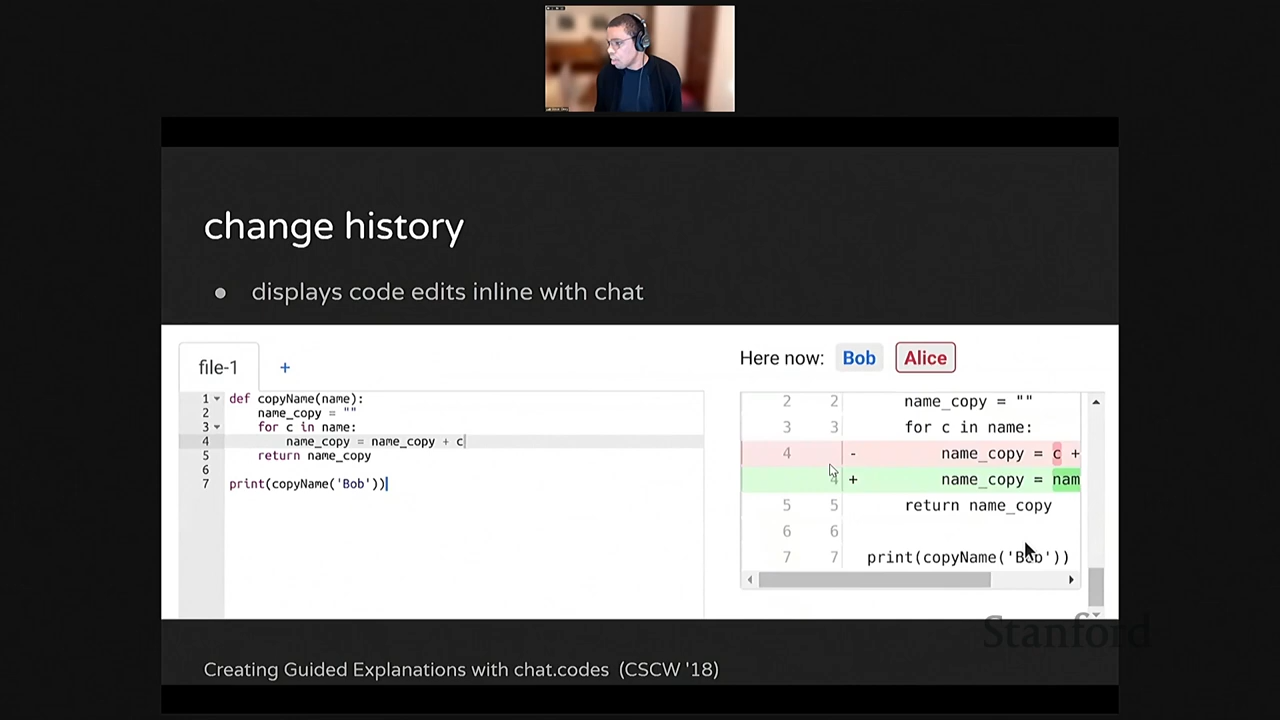 change history
● displays code edits inline with chat
file-1 +
1 def copyName(name):
2 name_copy = ""
3 for c in name:
4 name_copy = name_copy + c
5 return name_copy
6
7 print(copyName('Bob'))
Here now: Bob Alice
2 2 name_copy = ""
3 3 for c in name:
4 - name_copy = c +
4 + name_copy = nam
5 5 return name_copy
6 6
7 7 print(copyName('Bob'))
Stanford
Creating Guided Explanations with chat.codes (CSCW '18)